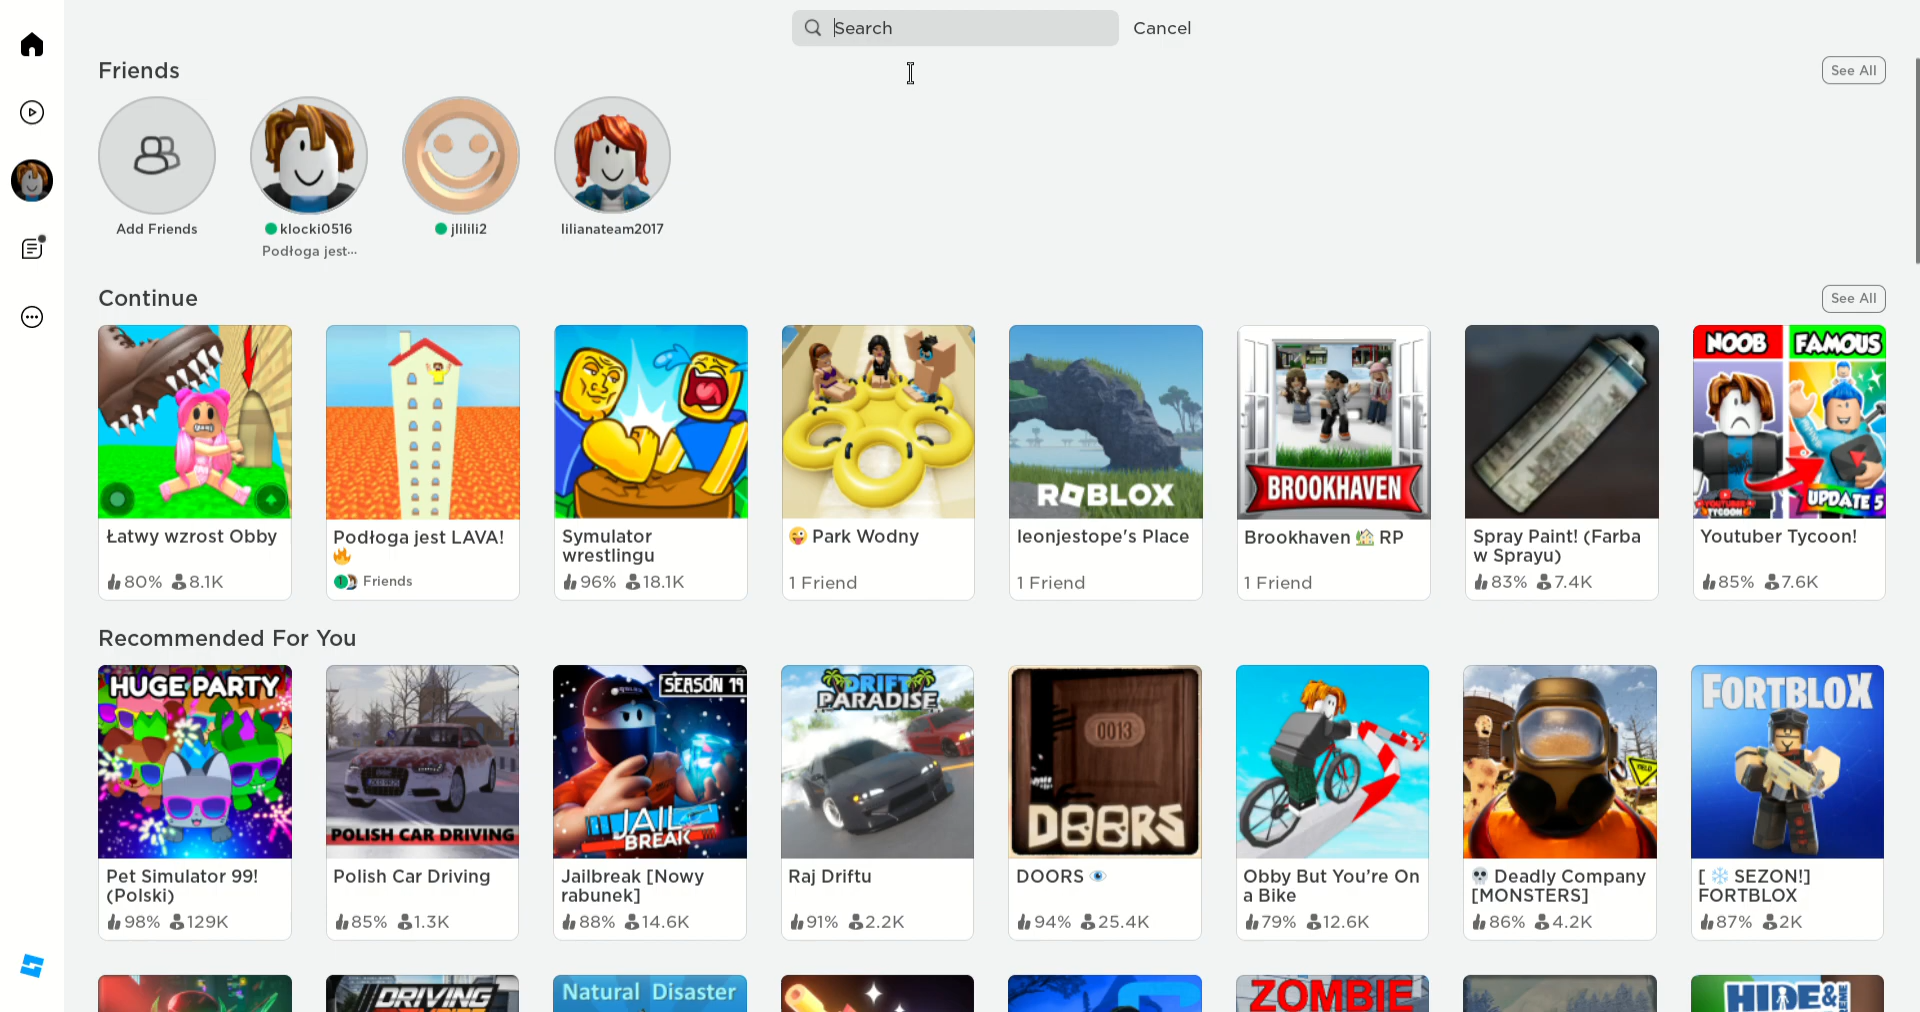 Search
Cancel
Friends
See All
Add Friends
klocki0516
jlilili2
lilianateam2017
Podłoga jest...
Continue
See All
NOOB
FAMOUS
ROBLOX
BROOKHAVEN
YOUTUBER
TYCOON
UPDATE 5
Łatwy wzrost Obby
Podłoga jest LAVA!
🔥
Symulator
wrestlingu
😜 Park Wodny
leonjestope's Place
Brookhaven 🏡 RP
Spray Paint! (Farba
w Sprayu)
Youtuber Tycoon!
80% 8.1K
1 Friends
96% 18.1K
1 Friend
1 Friend
1 Friend
83% 7.4K
85% 7.6K
Recommended For You
HUGE PARTY
POLISH CAR DRIVING
SEASON 19
JAIL
BREAK
DRIFT
PARADISE
0013
DOORS
YIELD
FORTBLOX
Pet Simulator 99!
(Polski)
Polish Car Driving
Jailbreak [Nowy
rabunek]
Raj Driftu
DOORS 👁️
Obby But You're On
a Bike
💀 Deadly Company
[MONSTERS]
[ ❄️ SEZON!]
FORTBLOX
98% 129K
85% 1.3K
88% 14.6K
91% 2.2K
94% 25.4K
79% 12.6K
86% 4.2K
87% 2K
DRIVING
Natural Disaster
ZOMBIE
HIDE &